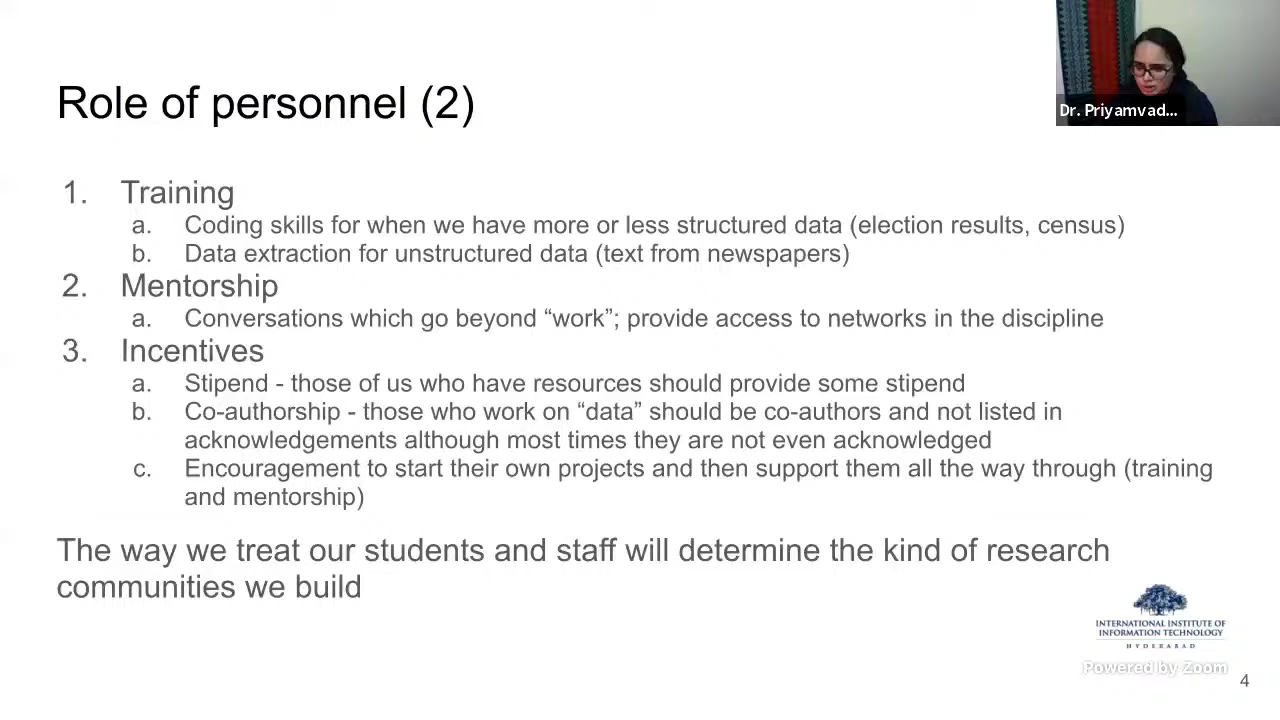 Role of personnel (2)
Dr. Priyamvad...
1. Training
a. Coding skills for when we have more or less structured data (election results, census)
b. Data extraction for unstructured data (text from newspapers)
2. Mentorship
a. Conversations which go beyond “work”; provide access to networks in the discipline
3. Incentives
a. Stipend - those of us who have resources should provide some stipend
b. Co-authorship - those who work on “data” should be co-authors and not listed in
acknowledgements although most times they are not even acknowledged
c. Encouragement to start their own projects and then support them all the way through (training
and mentorship)
The way we treat our students and staff will determine the kind of research
communities we build
INTERNATIONAL INSTITUTE OF
INFORMATION TECHNOLOGY
HYDERABAD
Powered by Zoom
4